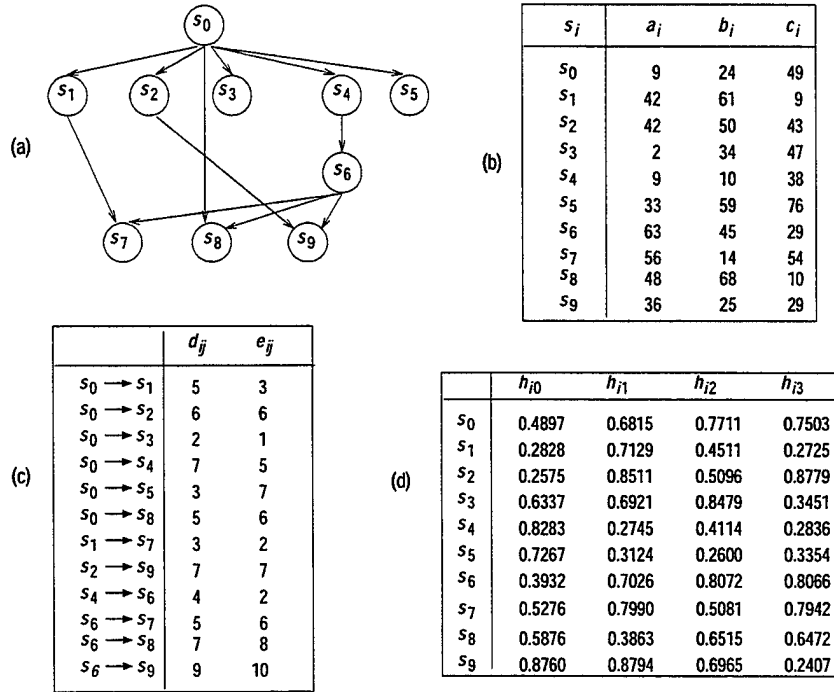 s0
s1 s2 s3 s4 s5
(a)
s6
s7 s8 s9
(b)
si ai bi ci
s0 9 24 49
s1 42 61 9
s2 42 50 43
s3 2 34 47
s4 9 10 38
s5 33 59 76
s6 63 45 29
s7 56 14 54
s8 48 68 10
s9 36 25 29
(c)
dij eij
s0 → s1 5 3
s0 → s2 6 6
s0 → s3 2 1
s0 → s4 7 5
s0 → s5 3 7
s0 → s8 5 6
s1 → s7 3 2
s2 → s9 7 7
s4 → s6 4 2
s6 → s7 5 6
s6 → s8 7 8
s6 → s9 9 10
(d)
hi0 hi1 hi2 hi3
s0 0.4897 0.6815 0.7711 0.7503
s1 0.2828 0.7129 0.4511 0.2725
s2 0.2575 0.8511 0.5096 0.8779
s3 0.6337 0.6921 0.8479 0.3451
s4 0.8283 0.2745 0.4114 0.2836
s5 0.7267 0.3124 0.2600 0.3354
s6 0.3932 0.7026 0.8072 0.8066
s7 0.5276 0.7990 0.5081 0.7942
s8 0.5876 0.3863 0.6515 0.6472
s9 0.8760 0.8794 0.6965 0.2407